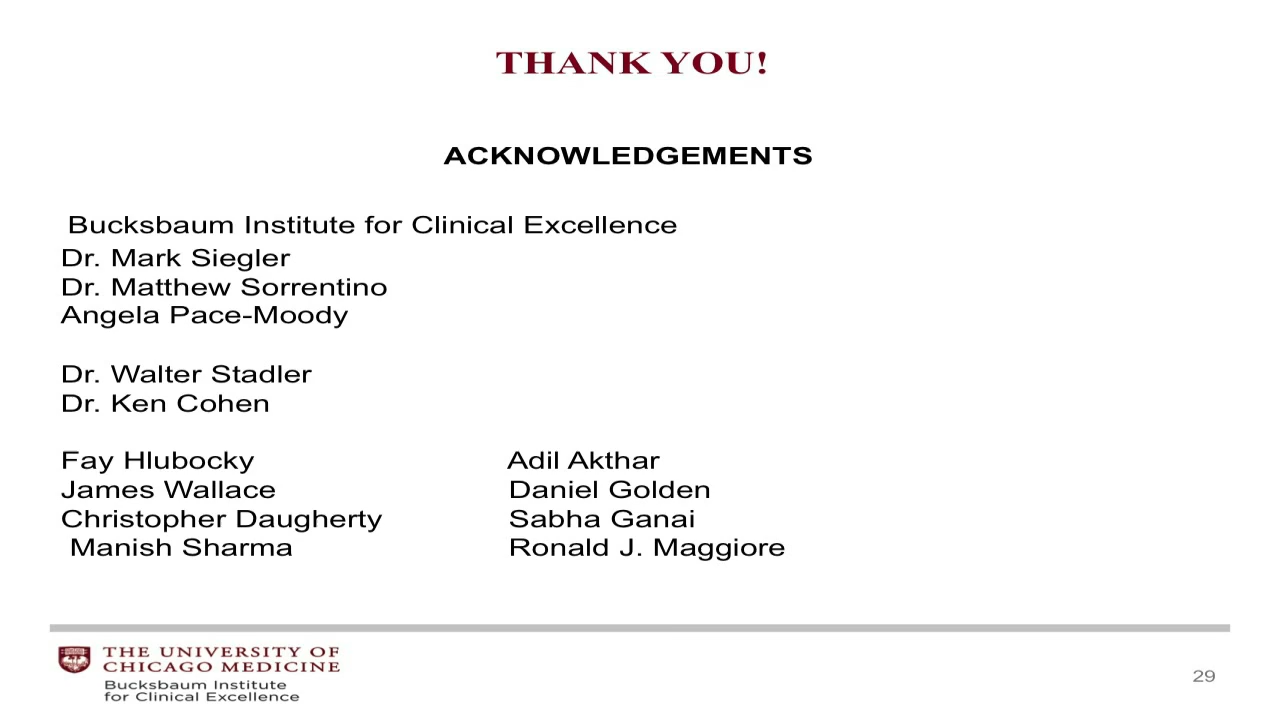 THANK YOU!
ACKNOWLEDGEMENTS
Bucksbaum Institute for Clinical Excellence
Dr. Mark Siegler
Dr. Matthew Sorrentino
Angela Pace-Moody
Dr. Walter Stadler
Dr. Ken Cohen
Fay Hlubocky
James Wallace
Christopher Daugherty
Manish Sharma
Adil Akthar
Daniel Golden
Sabha Ganai
Ronald J. Maggiore
THE UNIVERSITY OF
CHICAGO MEDICINE
Bucksbaum Institute
for Clinical Excellence
29